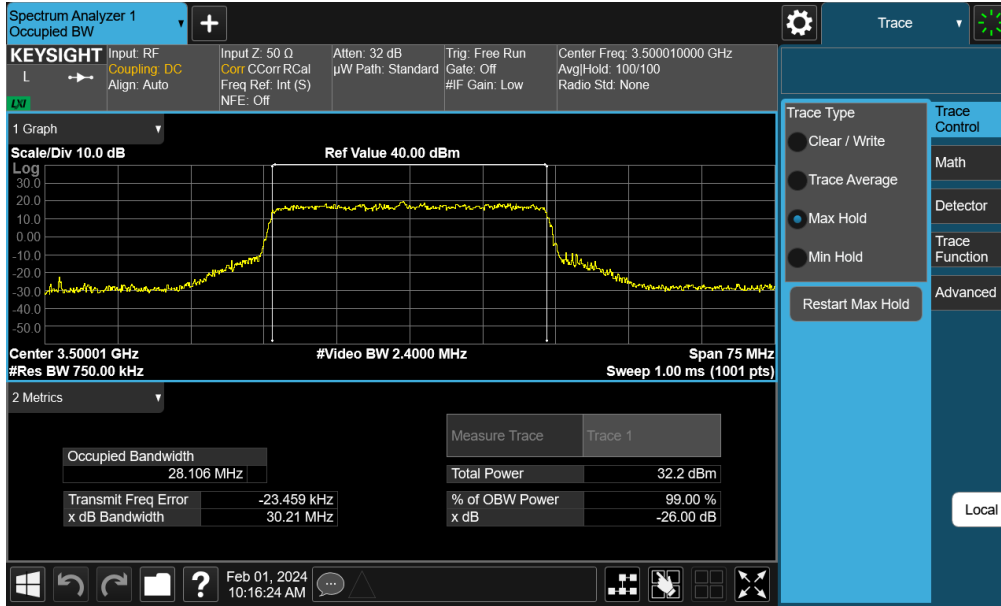 Spectrum Analyzer 1
Occupied BW
+
Trace
KEYSIGHT
L
LXI
Input: RF
Coupling: DC
Align: Auto
Input Z: 50 Ω
Corr CCorr RCal
Freq Ref: Int (S)
NFE: Off
Atten: 32 dB
µW Path: Standard
Trig: Free Run
Gate: Off
#IF Gain: Low
Center Freq: 3.500010000 GHz
Avg|Hold: 100/100
Radio Std: None
1 Graph
Scale/Div 10.0 dB
Ref Value 40.00 dBm
Log
30.0
20.0
10.0
0.00
-10.0
-20.0
-30.0
-40.0
-50.0
Center 3.50001 GHz
#Video BW 2.4000 MHz
Span 75 MHz
#Res BW 750.00 kHz
Sweep 1.00 ms (1001 pts)
2 Metrics
Measure Trace
Trace 1
Occupied Bandwidth
28.106 MHz
Total Power 32.2 dBm
Transmit Freq Error -23.459 kHz
% of OBW Power 99.00 %
x dB Bandwidth 30.21 MHz
x dB -26.00 dB
Trace Type
Clear / Write
Trace Average
Max Hold
Min Hold
Restart Max Hold
Trace
Control
Math
Detector
Trace
Function
Advanced
Local
?
Feb 01, 2024
10:16:24 AM